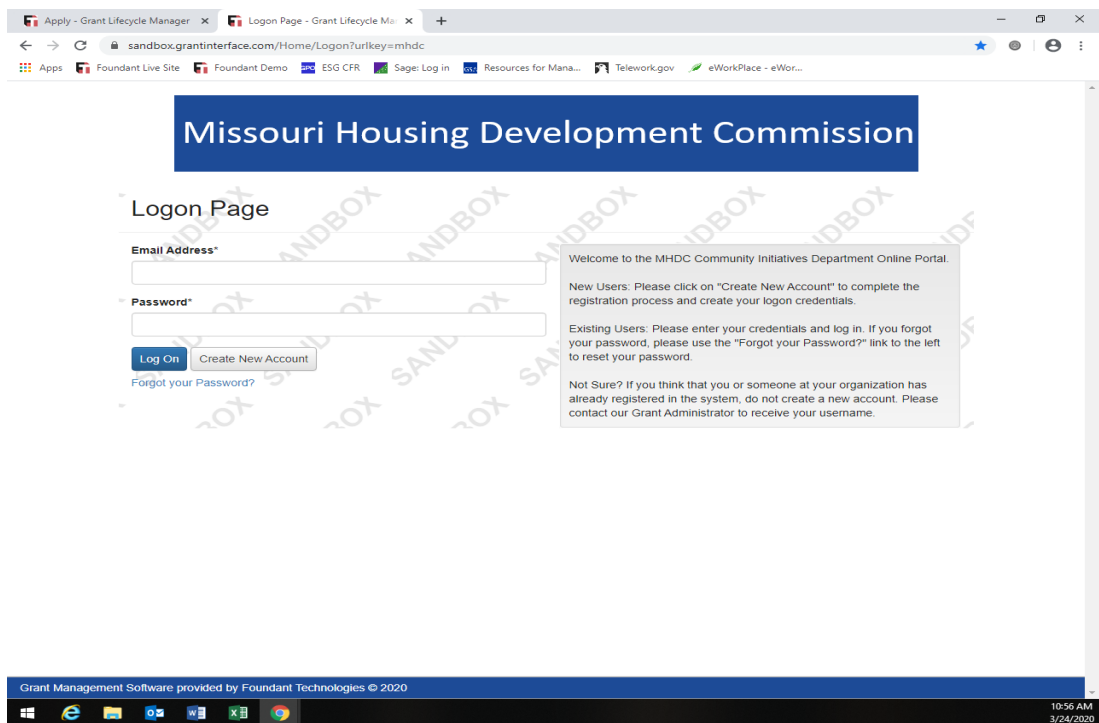 Apply - Grant Lifecycle Manager
Logon Page - Grant Lifecycle Ma
sandbox.grantinterface.com/Home/Logon?urlkey=mhdc
Apps Foundant Live Site Foundant Demo ESG CFR Sage: Log in Resources for Mana... Telework.gov eWorkPlace - eWor...
Missouri Housing Development Commission
Logon Page
Email Address*
Password*
Log On Create New Account
Forgot your Password?
Welcome to the MHDC Community Initiatives Department Online Portal.
New Users: Please click on "Create New Account" to complete the
registration process and create your logon credentials.
Existing Users: Please enter your credentials and log in. If you forgot
your password, please use the "Forgot your Password?" link to the left
to reset your password.
Not Sure? If you think that you or someone at your organization has
already registered in the system, do not create a new account. Please
contact our Grant Administrator to receive your username.
SANDBOX
Grant Management Software provided by Foundant Technologies © 2020
10:56 AM
3/24/2020